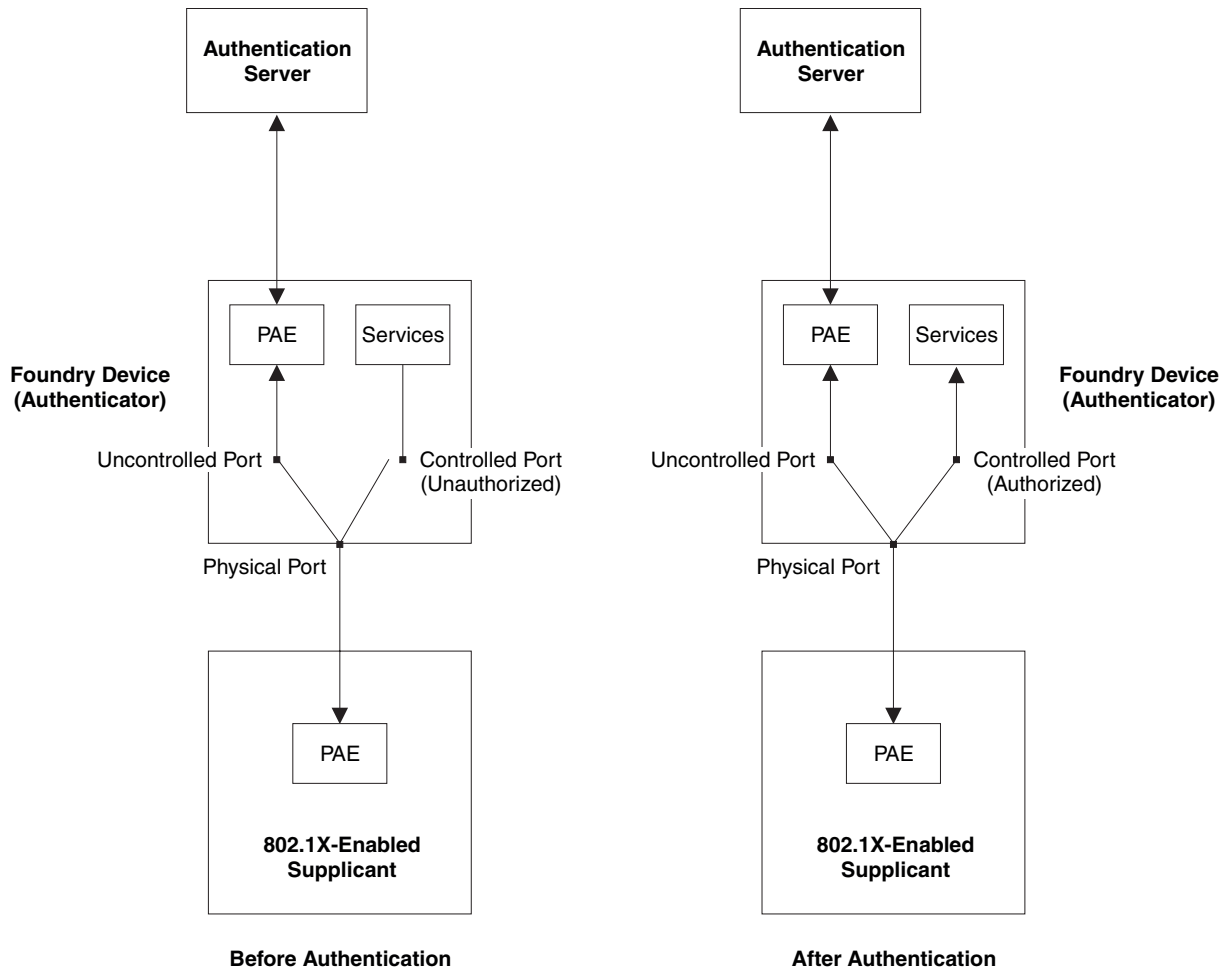 Authentication
Server
PAE
Services
Foundry Device
(Authenticator)
Uncontrolled Port
Controlled Port
(Unauthorized)
Physical Port
PAE
802.1X-Enabled
Supplicant
Before Authentication
Authentication
Server
PAE
Services
Foundry Device
(Authenticator)
Uncontrolled Port
Controlled Port
(Authorized)
Physical Port
PAE
802.1X-Enabled
Supplicant
After Authentication